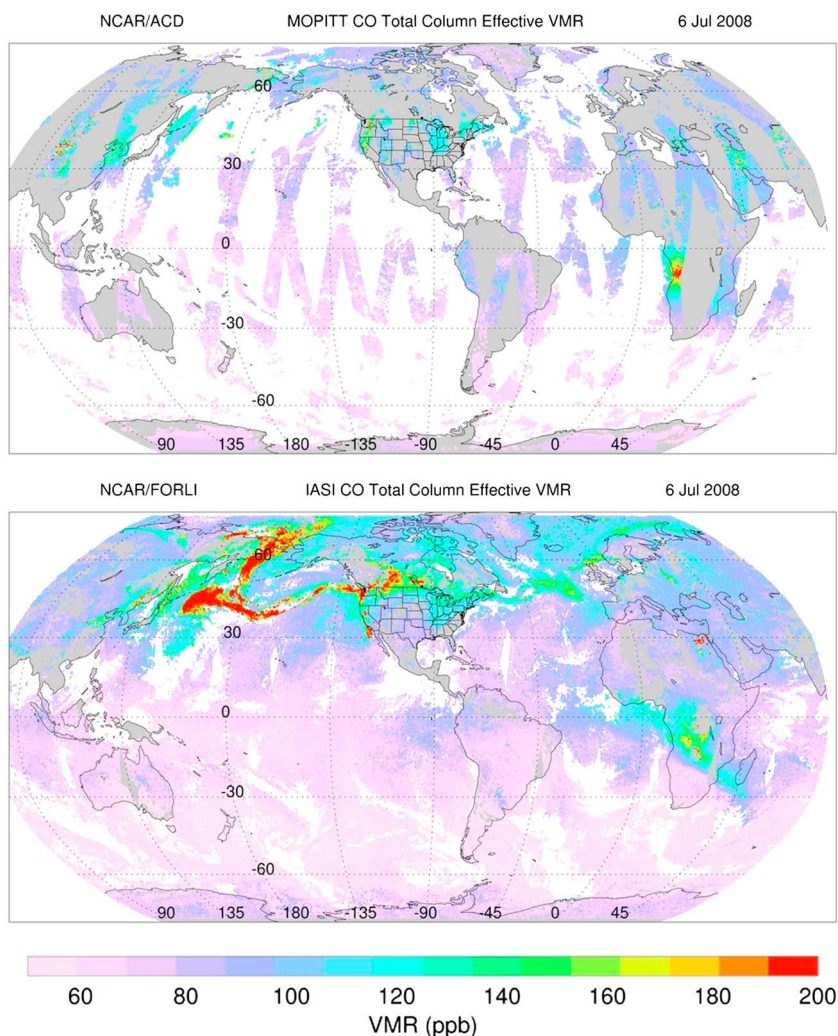 NCAR/ACD MOPITT CO Total Column Effective VMR 6 Jul 2008
60
30
0
-30
-60
90 135 180 -135 -90 -45 0 45
NCAR/FORLI IASI CO Total Column Effective VMR 6 Jul 2008
60
30
0
-30
-60
90 135 180 -135 -90 -45 0 45
60 80 100 120 140 160 180 200
VMR (ppb)